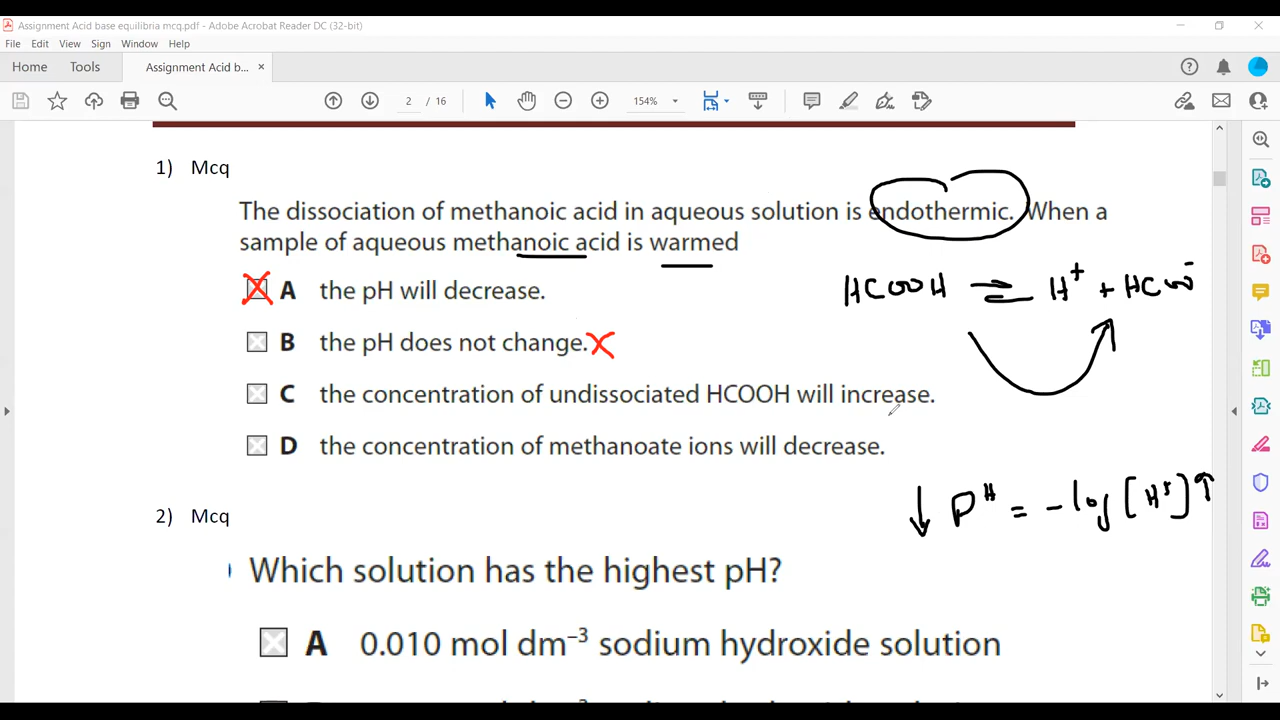 Assignment Acid base equilibria mcq.pdf - Adobe Acrobat Reader DC (32-bit)
File Edit View Sign Window Help
Home Tools Assignment Acid b... ×
2 / 16 154%
1) Mcq
The dissociation of methanoic acid in aqueous solution is endothermic. When a
sample of aqueous methanoic acid is warmed
A the pH will decrease.
HCOOH ⇌ H⁺ + HCOO⁻
B the pH does not change.
C the concentration of undissociated HCOOH will increase.
D the concentration of methanoate ions will decrease.
↓ pH = -log [H⁺]↑
2) Mcq
Which solution has the highest pH?
A 0.010 mol dm⁻³ sodium hydroxide solution